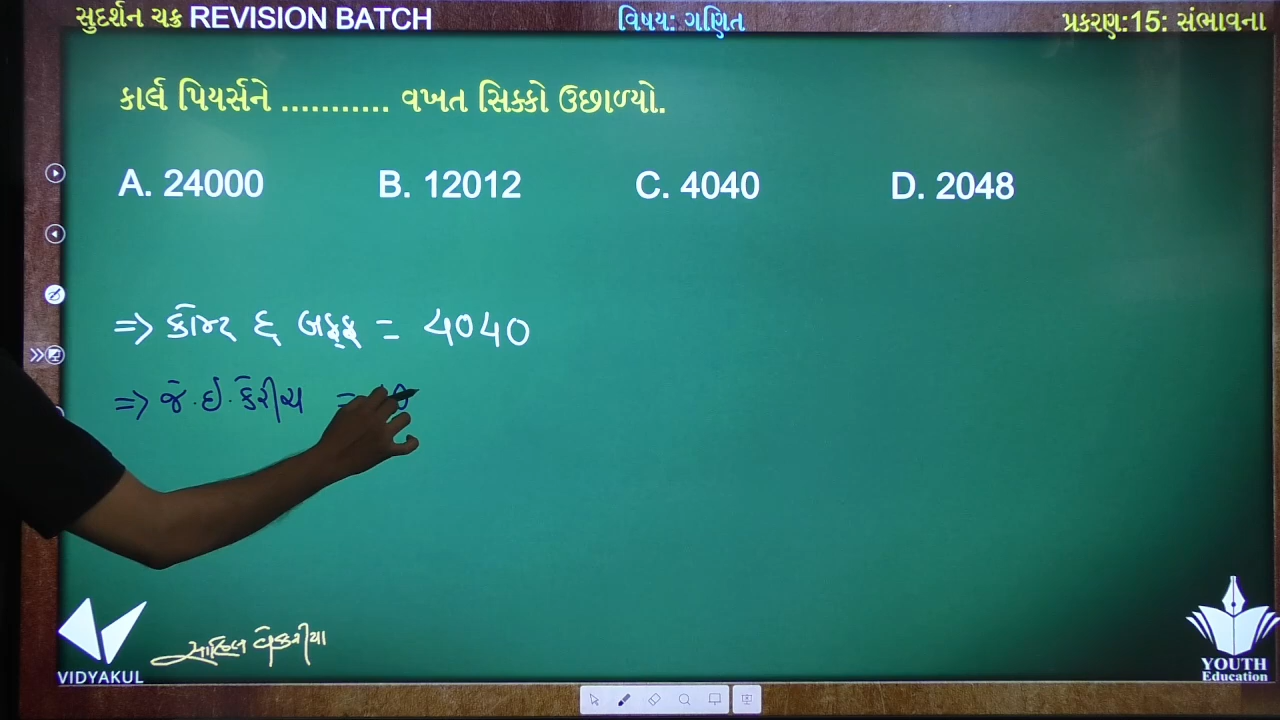 સુદર્શન ચક્ર REVISION BATCH
વિષય: ગણિત
પ્રકરણ:15: સંભાવના
કાર્લ પિયર્સને ........... વખત સિક્કો ઉછાળ્યો.
A. 24000 B. 12012 C. 4040 D. 2048
=> કોમ્ટ દ બફ્ફ = ૪૦૪૦
=> જે.ઈ.કેરીચ =
VIDYAKUL
YOUTH
Education